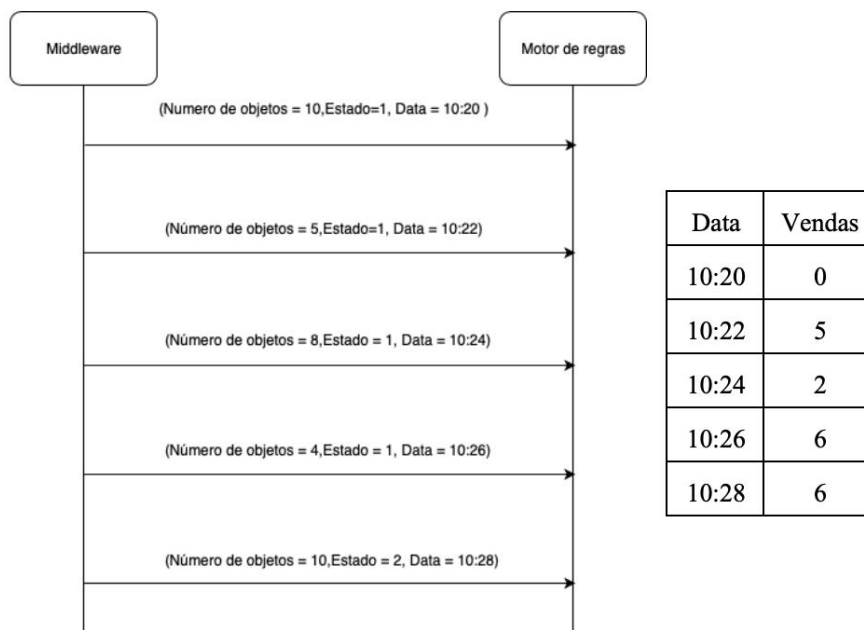 Middleware
Motor de regras
(Numero de objetos = 10,Estado=1, Data = 10:20 )
(Número de objetos = 5,Estado=1, Data = 10:22)
(Número de objetos = 8,Estado = 1, Data = 10:24)
(Número de objetos = 4,Estado = 1, Data = 10:26)
(Número de objetos = 10,Estado = 2, Data = 10:28)
Data Vendas
10:20 0
10:22 5
10:24 2
10:26 6
10:28 6